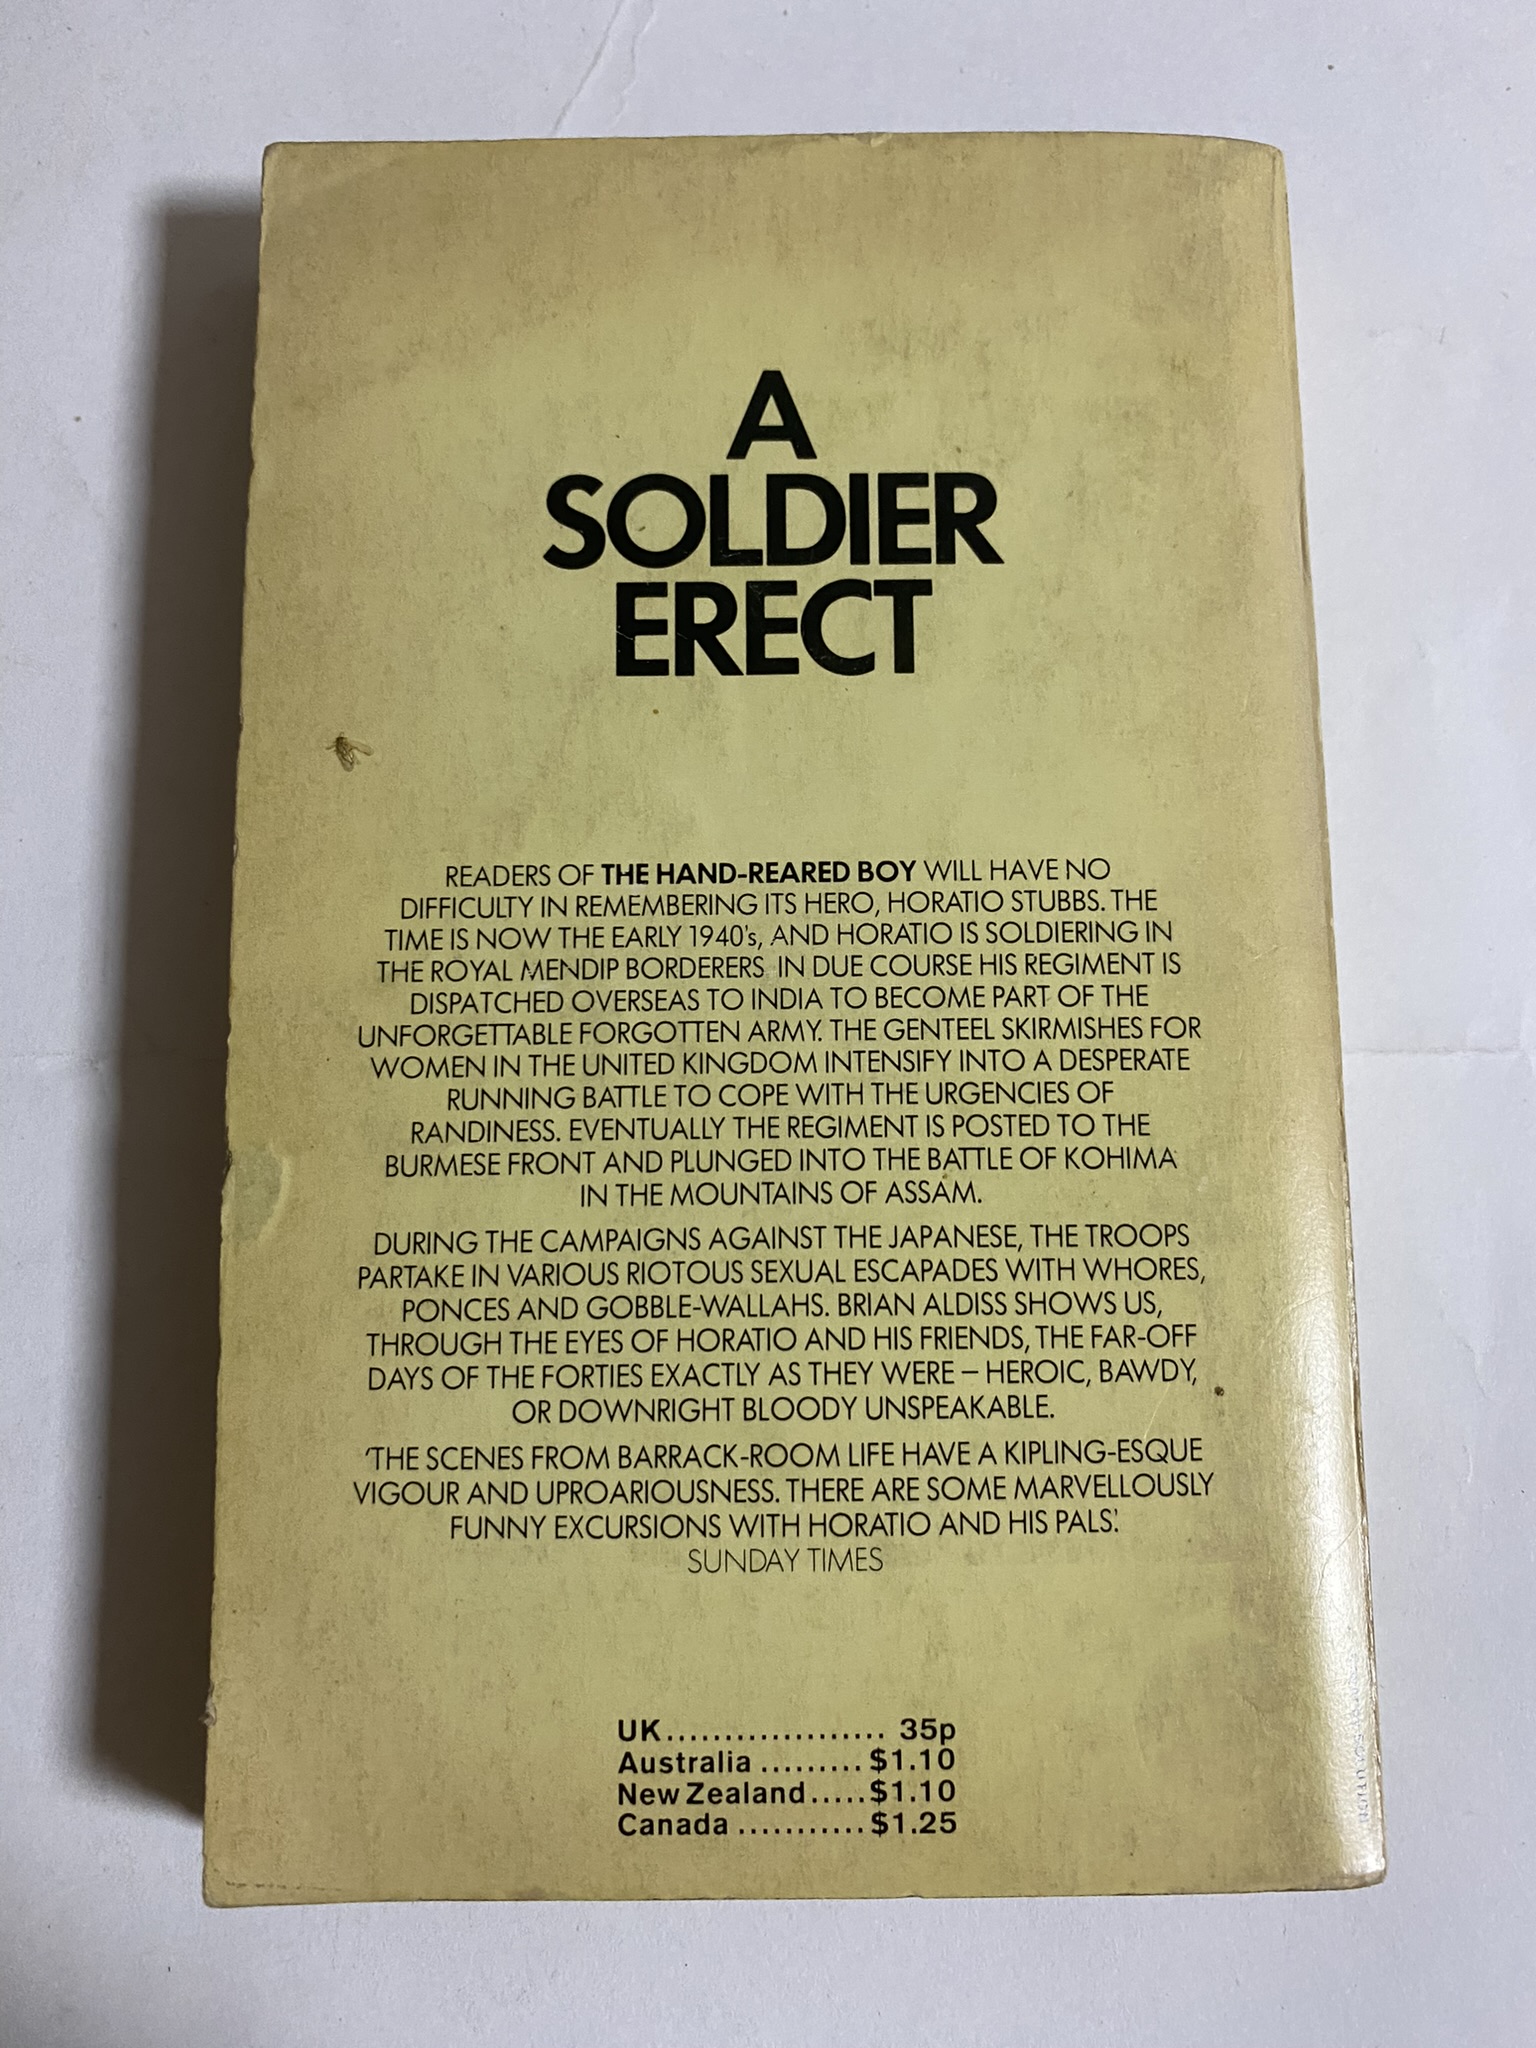 A
SOLDIER
ERECT
READERS OF THE HAND-REARED BOY WILL HAVE NO
DIFFICULTY IN REMEMBERING ITS HERO, HORATIO STUBBS. THE
TIME IS NOW THE EARLY 1940's, AND HORATIO IS SOLDIERING IN
THE ROYAL MENDIP BORDERERS IN DUE COURSE HIS REGIMENT IS
DISPATCHED OVERSEAS TO INDIA TO BECOME PART OF THE
UNFORGETTABLE FORGOTTEN ARMY. THE GENTEEL SKIRMISHES FOR
WOMEN IN THE UNITED KINGDOM INTENSIFY INTO A DESPERATE
RUNNING BATTLE TO COPE WITH THE URGENCIES OF
RANDINESS. EVENTUALLY THE REGIMENT IS POSTED TO THE
BURMESE FRONT AND PLUNGED INTO THE BATTLE OF KOHIMA
IN THE MOUNTAINS OF ASSAM.
DURING THE CAMPAIGNS AGAINST THE JAPANESE, THE TROOPS
PARTAKE IN VARIOUS RIOTOUS SEXUAL ESCAPADES WITH WHORES,
PONCES AND GOBBLE-WALLAHS. BRIAN ALDISS SHOWS US,
THROUGH THE EYES OF HORATIO AND HIS FRIENDS, THE FAR-OFF
DAYS OF THE FORTIES EXACTLY AS THEY WERE – HEROIC, BAWDY,
OR DOWNRIGHT BLOODY UNSPEAKABLE.
'THE SCENES FROM BARRACK-ROOM LIFE HAVE A KIPLING-ESQUE
VIGOUR AND UPROARIOUSNESS. THERE ARE SOME MARVELLOUSLY
FUNNY EXCURSIONS WITH HORATIO AND HIS PALS.'
SUNDAY TIMES
UK................... 35p
Australia ......... $1.10
New Zealand..... $1.10
Canada ........... $1.25